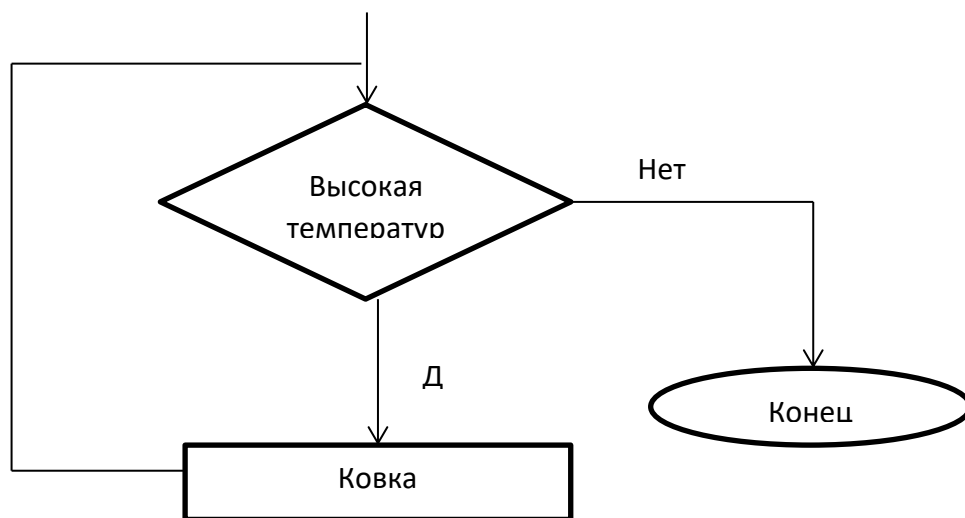 Нет
Высокая
температур
Д
Конец
Ковка